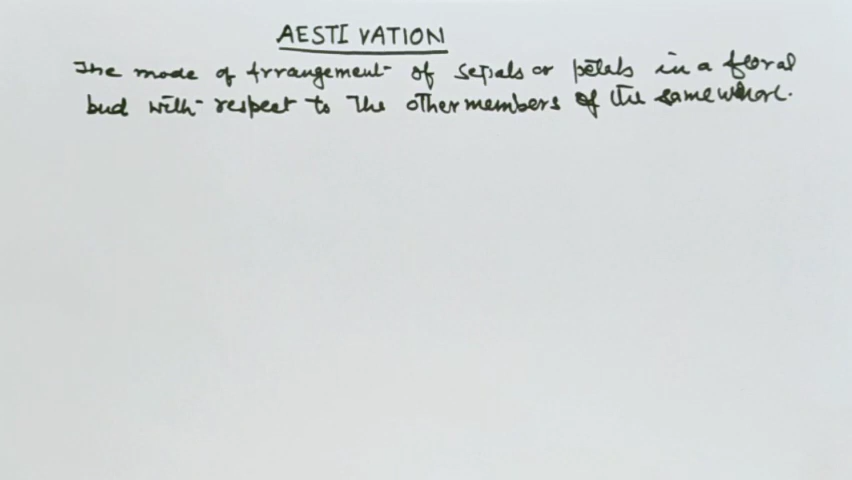 AESTIVATION
The mode of arrangement of sepals or petals in a floral
bud with respect to the other members of the same whorl.